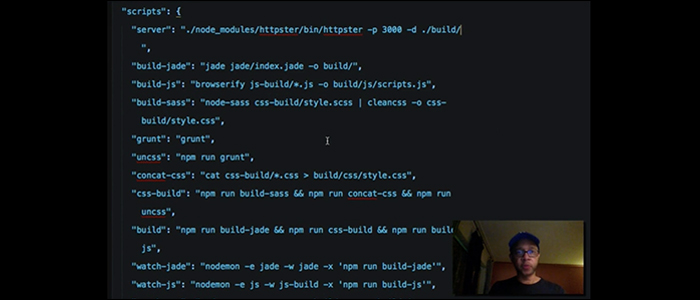 "scripts": {
"server": "./node_modules/httpster/bin/httpster -p 3000 -d ./build/
",
"build-jade": "jade jade/index.jade -o build/",
"build-js": "browserify js-build/*.js -o build/js/scripts.js",
"build-sass": "node-sass css-build/style.scss | cleancss -o css-
build/style.css",
"grunt": "grunt",
"uncss": "npm run grunt",
"concat-css": "cat css-build/*.css > build/css/style.css",
"css-build": "npm run build-sass && npm run concat-css && npm run
uncss",
"build": "npm run build-jade && npm run css-build && npm run build
js",
"watch-jade": "nodemon -e jade -w jade -x 'npm run build-jade'",
"watch-js": "nodemon -e js -w js-build -x 'npm run build-js'",